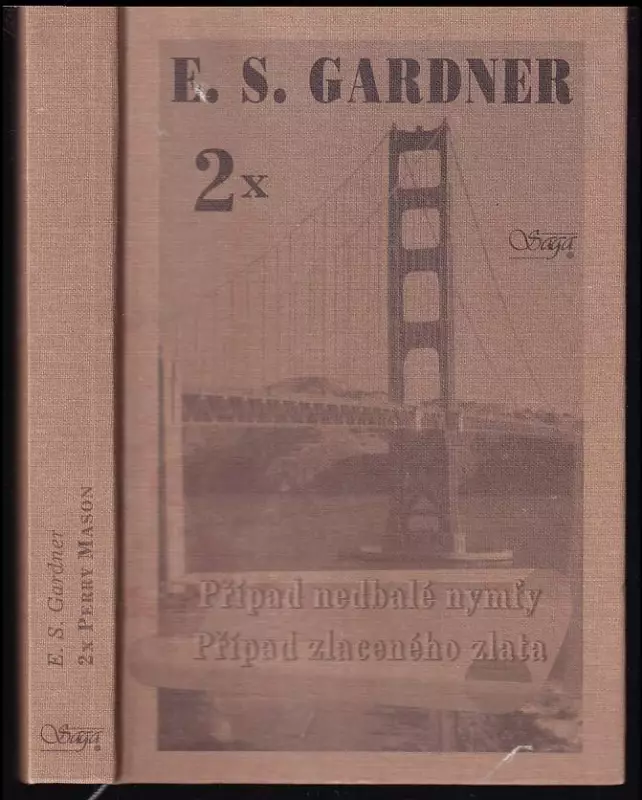 E. S. GARDNER
2x
Saga
Případ nedbalé nymfy
Případ zlaceného zlata
E. S. Gardner
2x PERRY MASON
Saga